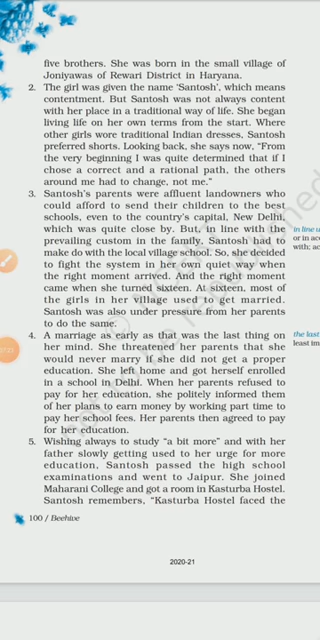 five brothers. She was born in the small village of
Joniyawas of Rewari District in Haryana.
2. The girl was given the name ‘Santosh’, which means
contentment. But Santosh was not always content
with her place in a traditional way of life. She began
living life on her own terms from the start. Where
other girls wore traditional Indian dresses, Santosh
preferred shorts. Looking back, she says now, “From
the very beginning I was quite determined that if I
chose a correct and a rational path, the others
around me had to change, not me.”
3. Santosh’s parents were affluent landowners who
could afford to send their children to the best
schools, even to the country’s capital, New Delhi,
which was quite close by. But, in line with the
prevailing custom in the family, Santosh had to
make do with the local village school. So, she decided
to fight the system in her own quiet way when
the right moment arrived. And the right moment
came when she turned sixteen. At sixteen, most of
the girls in her village used to get married.
Santosh was also under pressure from her parents
to do the same.
in line
or in
with;
4. A marriage as early as that was the last thing on
her mind. She threatened her parents that she
would never marry if she did not get a proper
education. She left home and got herself enrolled
in a school in Delhi. When her parents refused to
pay for her education, she politely informed them
of her plans to earn money by working part time to
pay her school fees. Her parents then agreed to pay
for her education.
the last
least
5. Wishing always to study “a bit more” and with her
father slowly getting used to her urge for more
education, Santosh passed the high school
examinations and went to Jaipur. She joined
Maharani College and got a room in Kasturba Hostel.
Santosh remembers, “Kasturba Hostel faced the
100 / Beehive
2020-21